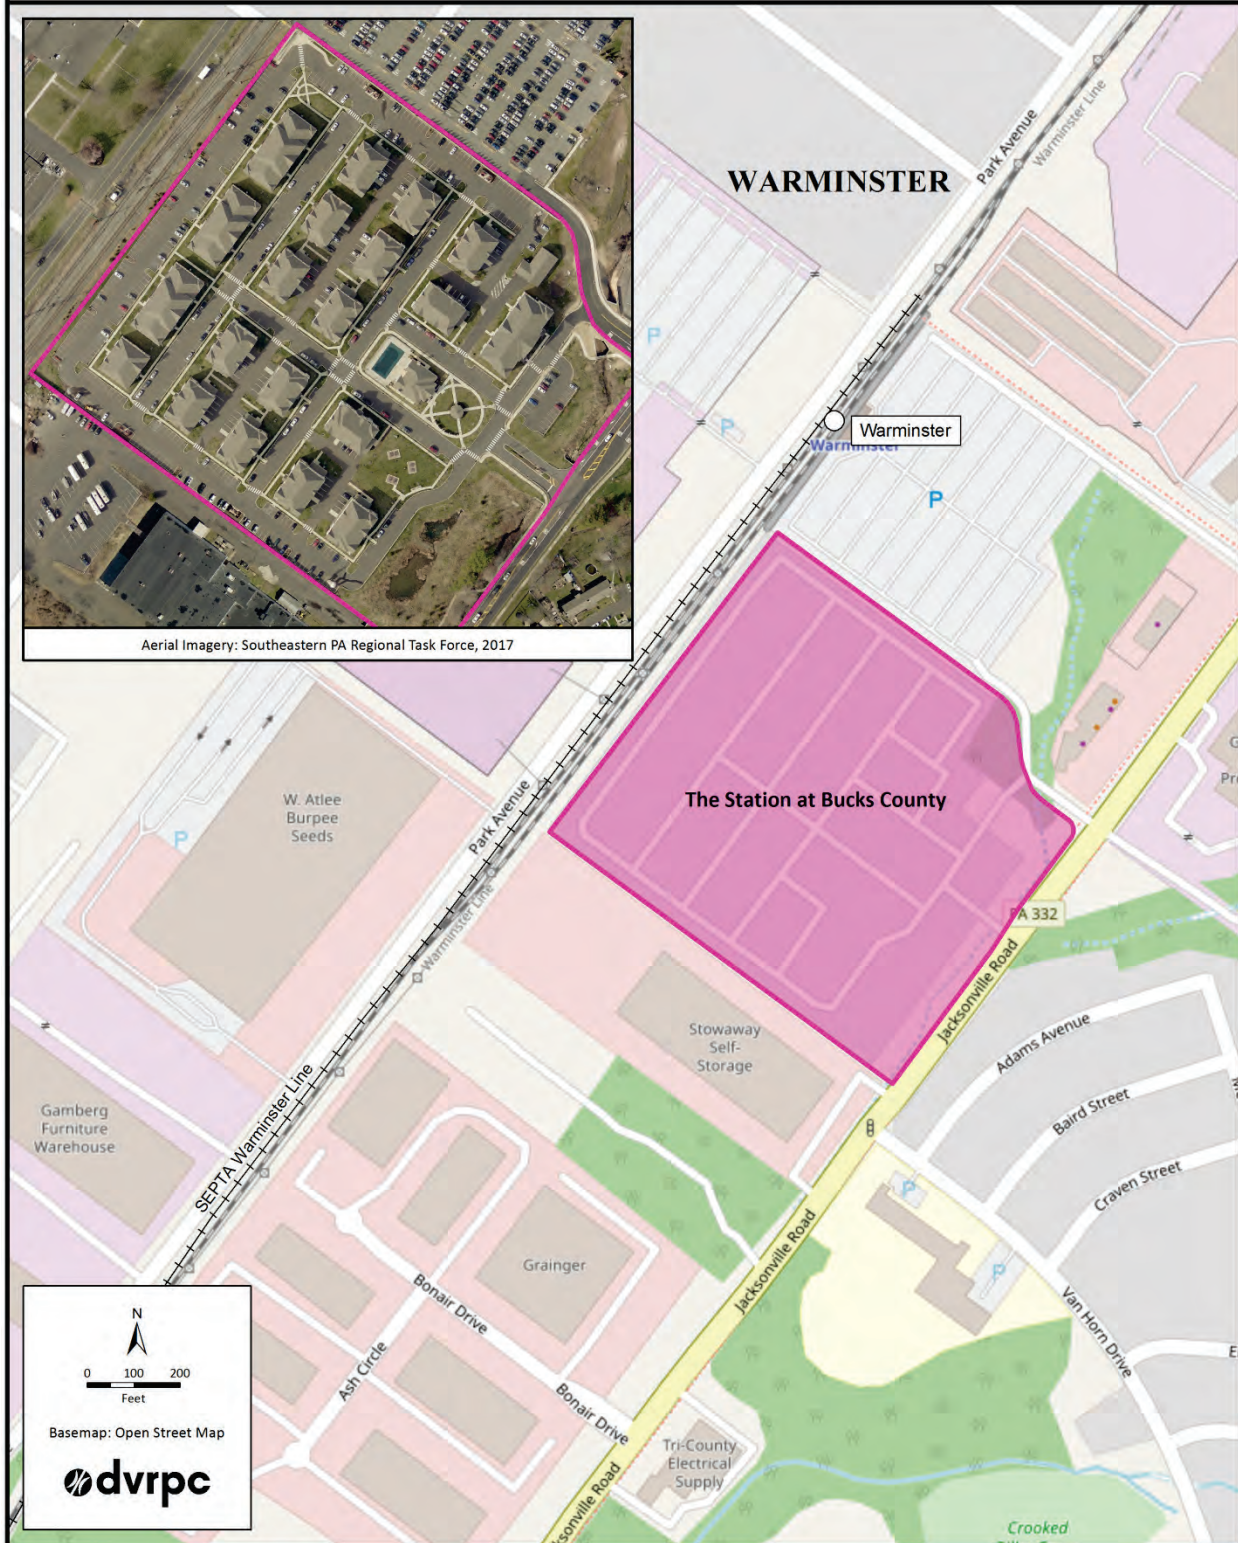 Aerial Imagery: Southeastern PA Regional Task Force, 2017
Park Avenue
Warminster Line
WARMINSTER
P
P
Warminster
Warminster
P
The Station at Bucks County
W. Atlee
Burpee
Seeds
P
Park Avenue
Warminster Line
332
Jacksonville Road
Adams Avenue
Baird Street
Craven Street
Stowaway
Self-
Storage
Gamberg
Furniture
Warehouse
SEPTA Warminster Line
P
P
Jacksonville Road
Van Horn Drive
Grainger
Bonair Drive
Ash Circle
Bonair Drive
Tri-County
Electrical
Supply
Jacksonville Road
Crooked
N
0 100 200
Feet
Basemap: Open Street Map
dvrpc